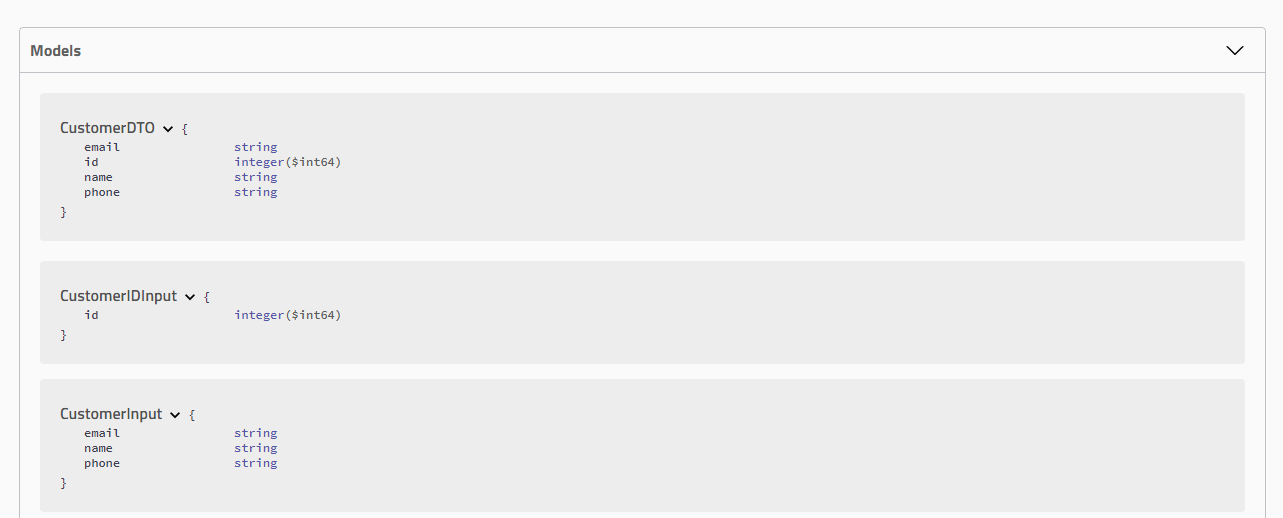 Models
CustomerDTO {
email string
id integer($int64)
name string
phone string
}
CustomerIDInput {
id integer($int64)
}
CustomerInput {
email string
name string
phone string
}